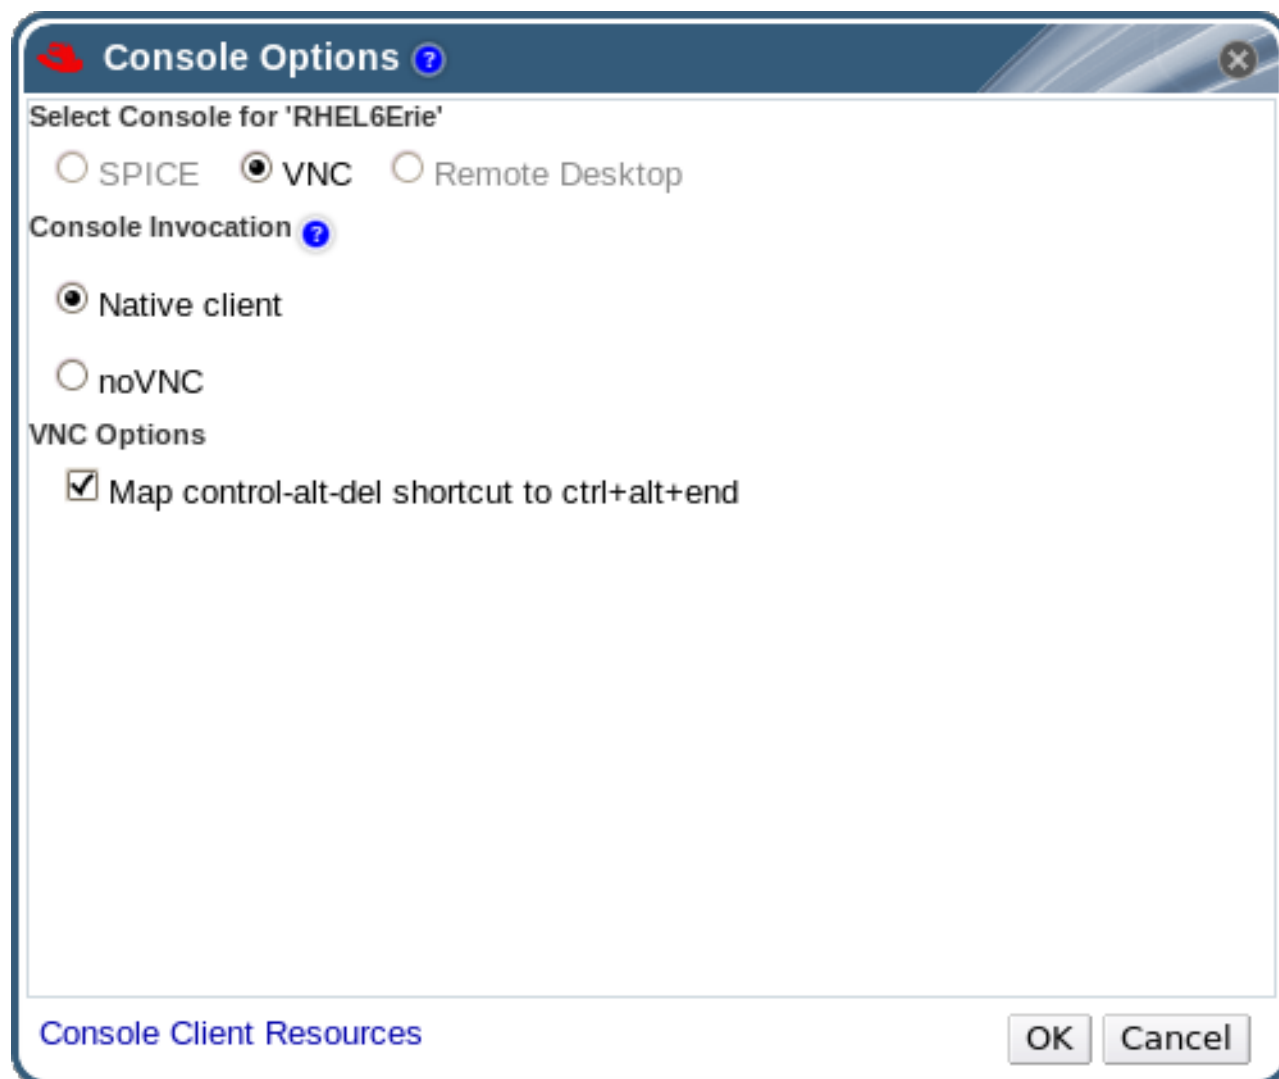 Console Options ?
Select Console for 'RHEL6Erie'
SPICE VNC Remote Desktop
Console Invocation ?
Native client
noVNC
VNC Options
Map control-alt-del shortcut to ctrl+alt+end
Console Client Resources OK Cancel